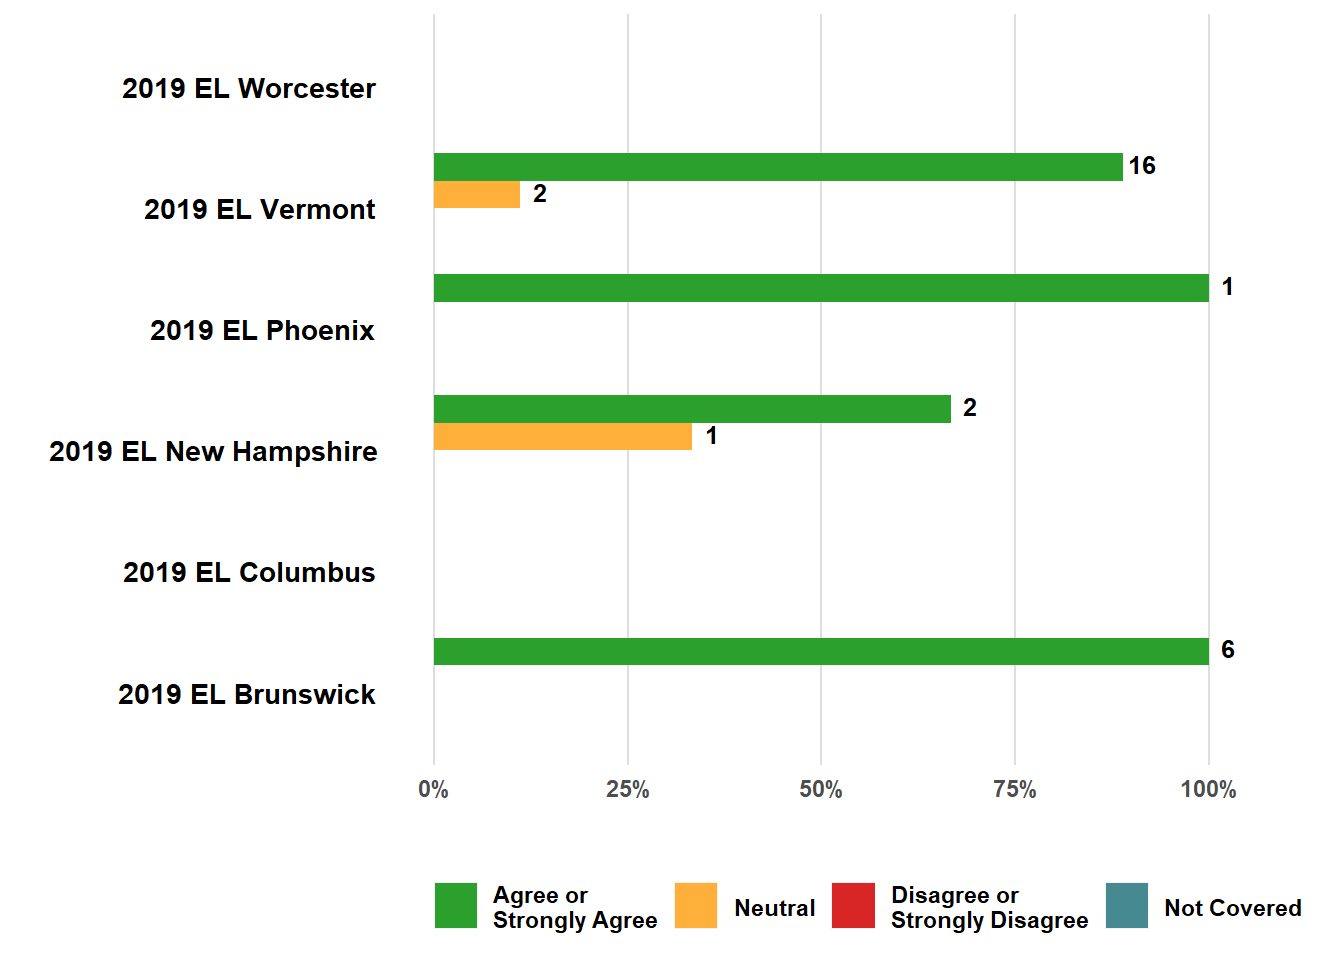 2019 EL Worcester
16
2
2019 EL Vermont
1
2019 EL Phoenix
2
1
2019 EL New Hampshire
2019 EL Columbus
6
2019 EL Brunswick
0% 25% 50% 75% 100%
Agree or
Strongly Agree
Neutral
Disagree or
Strongly Disagree
Not Covered